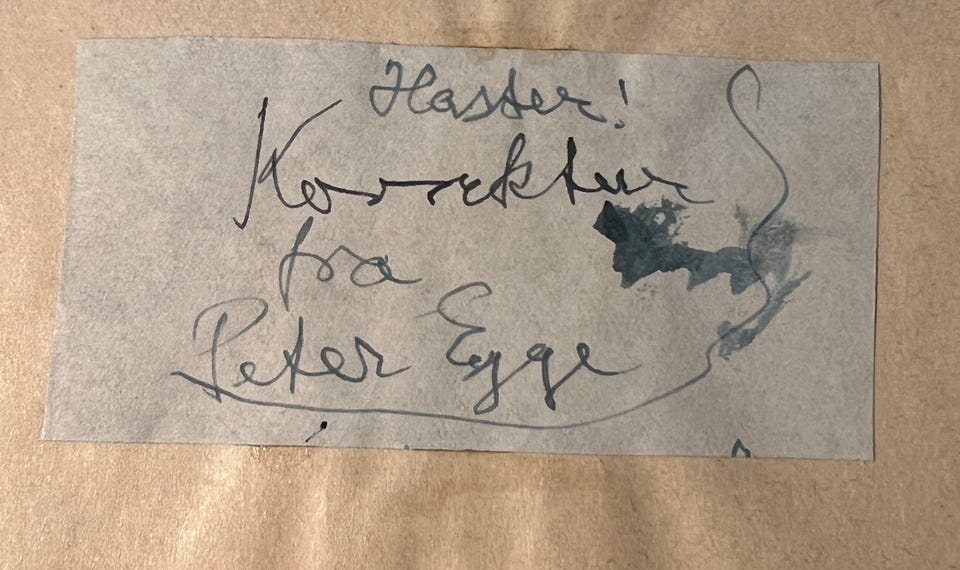 Haster!
Korrektur
fra
Peter Egge